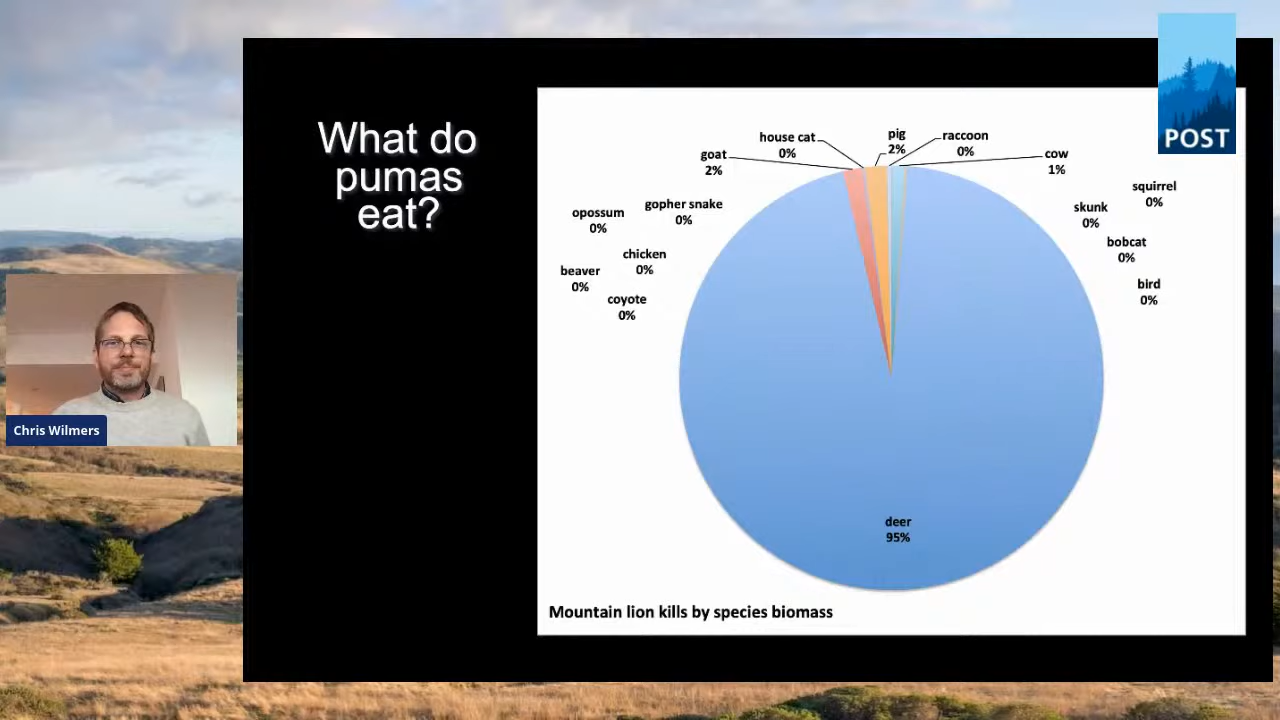 What do
pumas
eat?
POST
house cat
0%
pig
2%
raccoon
0%
goat
2%
cow
1%
squirrel
0%
opossum
0%
gopher snake
0%
skunk
0%
chicken
0%
bobcat
0%
beaver
0%
bird
0%
coyote
0%
deer
95%
Mountain lion kills by species biomass
Chris Wilmers